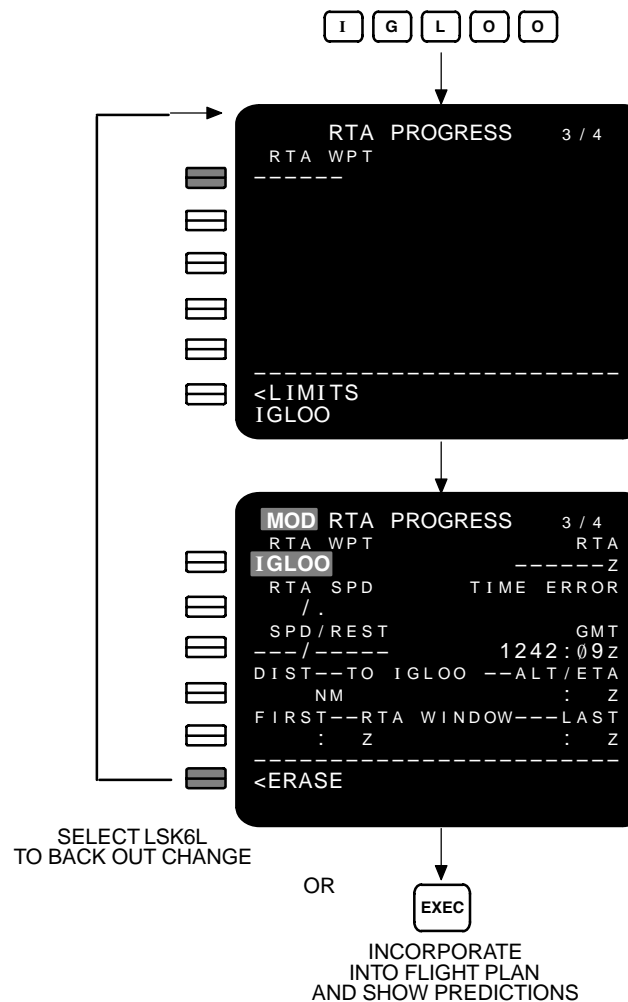 I G L O O
RTA PROGRESS 3 / 4
RTA WPT
------
--------------------------
<LIMITS
IGLOO
MOD RTA PROGRESS 3 / 4
RTA WPT RTA
IGLOO ------Z
RTA SPD TIME ERROR
/.
SPD/REST GMT
---/----- 1242:Ø9z
DIST--TO IGLOO --ALT/ETA
NM : Z
FIRST--RTA WINDOW---LAST
: Z : Z
--------------------------
<ERASE
SELECT LSK6L
TO BACK OUT CHANGE
OR
EXEC
INCORPORATE
INTO FLIGHT PLAN
AND SHOW PREDICTIONS